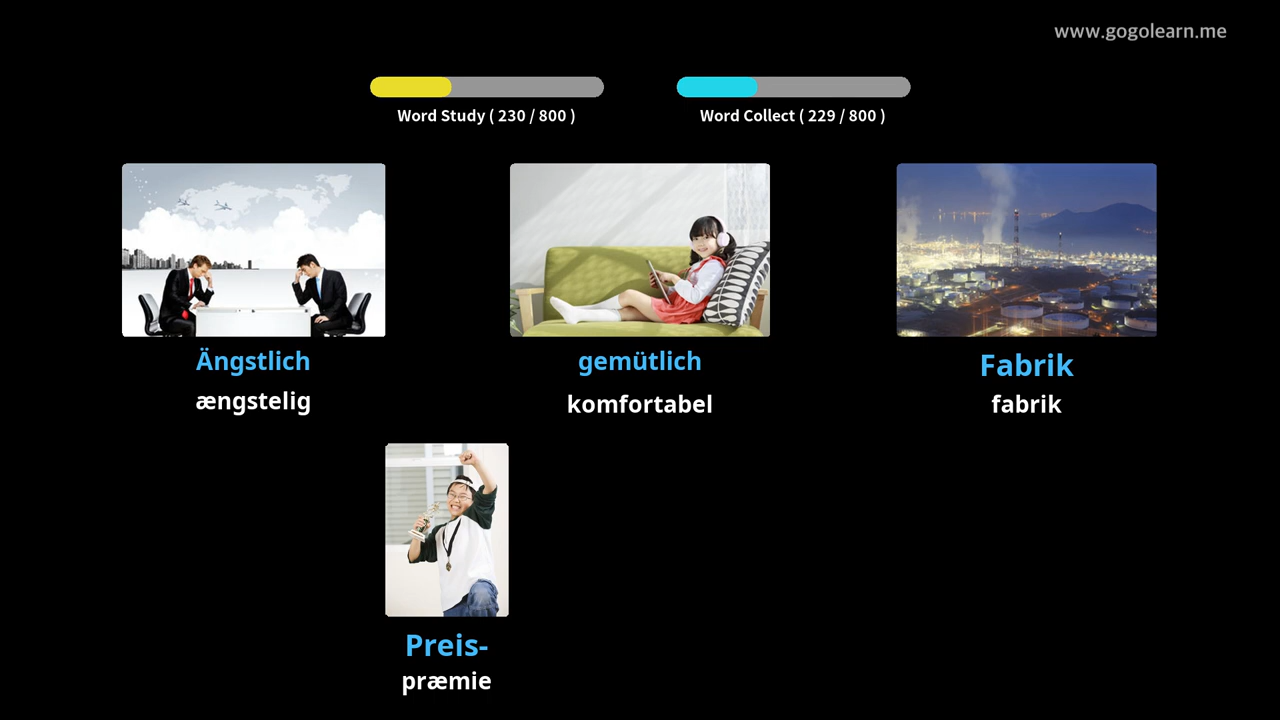 www.gogolearn.me
Word Study ( 230 / 800 )
Word Collect ( 229 / 800 )
Ängstlich
ængstelig
gemütlich
komfortabel
Fabrik
fabrik
Preis-
præmie